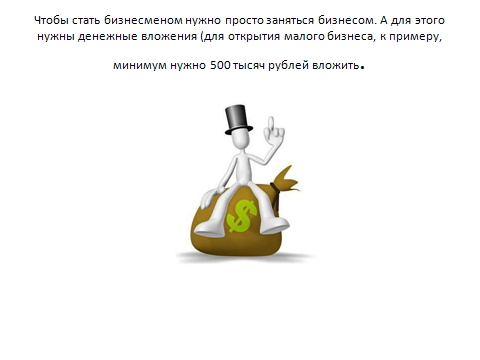 Чтобы стать бизнесменом нужно просто заняться бизнесом. А для этого
нужны денежные вложения (для открытия малого бизнеса, к примеру,
минимум нужно 500 тысяч рублей вложить.
$